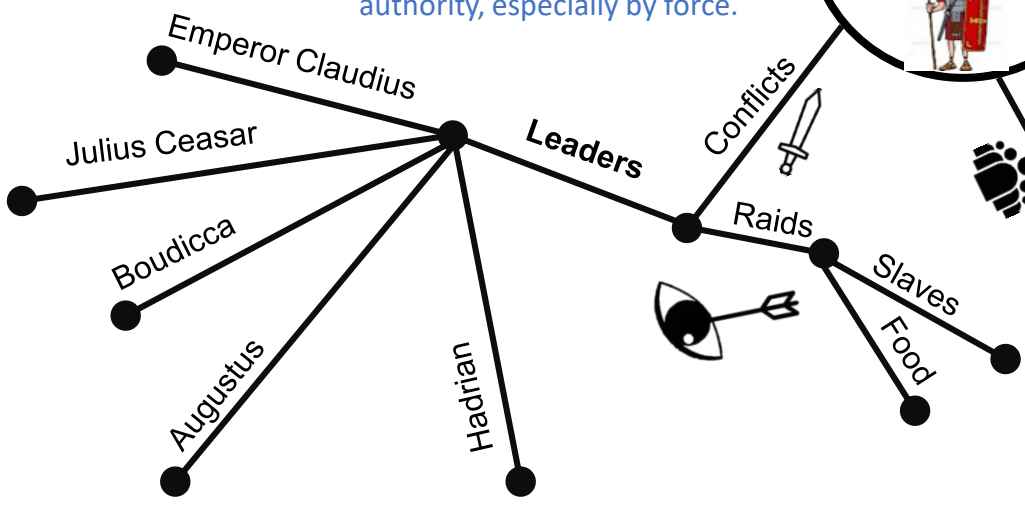 authority, especially by force.
Emperor Claudius
Julius Ceasar
Boudicca
Augustus
Hadrian
Leaders
Conflicts
Raids
Slaves
Food